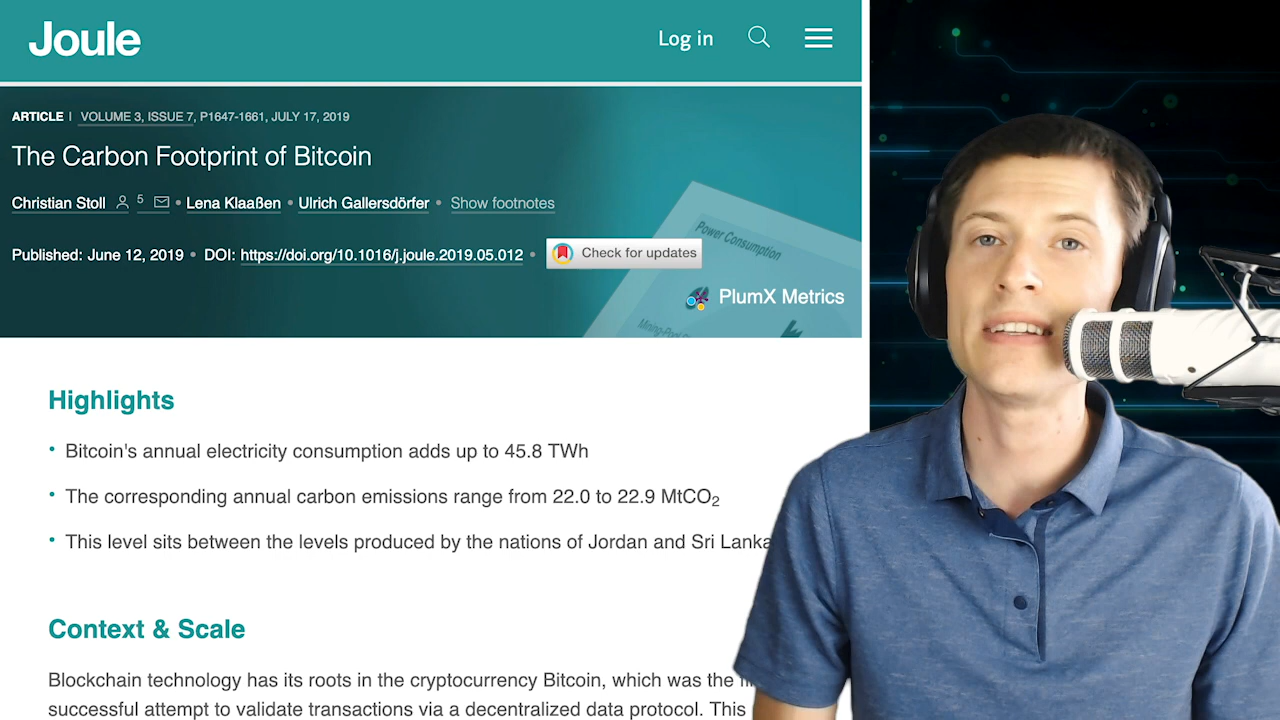 Joule
Log in
ARTICLE | VOLUME 3, ISSUE 7, P1647-1661, JULY 17, 2019
The Carbon Footprint of Bitcoin
Christian Stoll 5 • Lena Klaaßen • Ulrich Gallersdörfer • Show footnotes
Power Consumption
Published: June 12, 2019 • DOI: https://doi.org/10.1016/j.joule.2019.05.012 • Check for updates
PlumX Metrics
Mining-Pool
Highlights
• Bitcoin's annual electricity consumption adds up to 45.8 TWh
• The corresponding annual carbon emissions range from 22.0 to 22.9 MtCO₂
• This level sits between the levels produced by the nations of Jordan and Sri Lanka
Context & Scale
Blockchain technology has its roots in the cryptocurrency Bitcoin, which was the
successful attempt to validate transactions via a decentralized data protocol. This